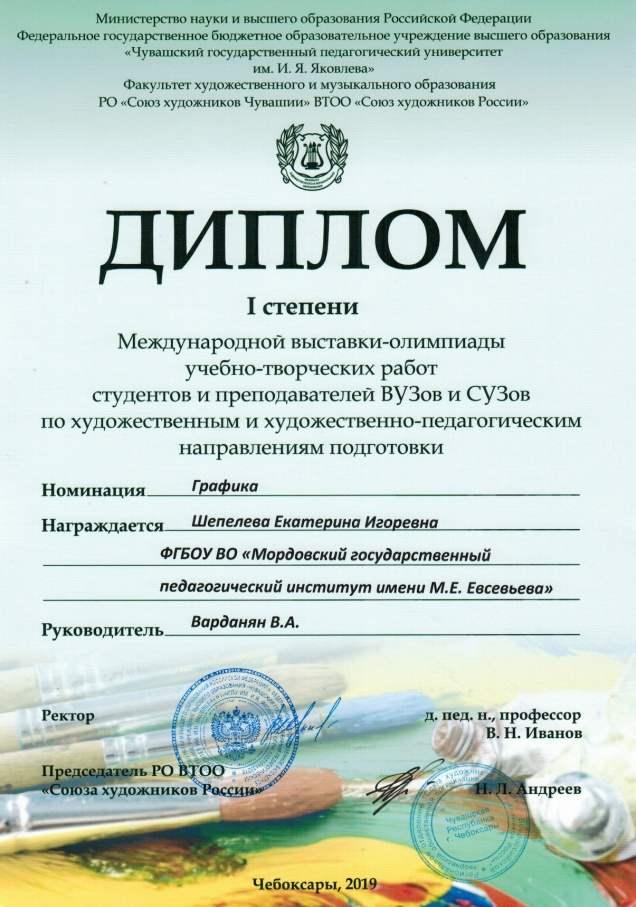 Министерство науки и высшего образования Российской Федерации
Федеральное государственное бюджетное образовательное учреждение высшего образования
«Чувашский государственный педагогический университет
им. И. Я. Яковлева»
Факультет художественного и музыкального образования
РО «Союз художников Чувашии» ВТОО «Союз художников России»
ДИПЛОМ
I степени
Международной выставки-олимпиады
учебно-творческих работ
студентов и преподавателей ВУЗов и СУЗов
по художественным и художественно-педагогическим
направлениям подготовки
Номинация Графика
Награждается Шепелева Екатерина Игоревна
ФГБОУ ВО «Мордовский государственный
педагогический институт имени М.Е. Евсевьева»
Руководитель Варданян В.А.
Ректор
д. пед. н., профессор
В. Н. Иванов
Председатель РО ВТОО
«Союза художников России»
Н. Л. Андреев
Чувашская
Республика
г. Чебоксары
Чебоксары, 2019